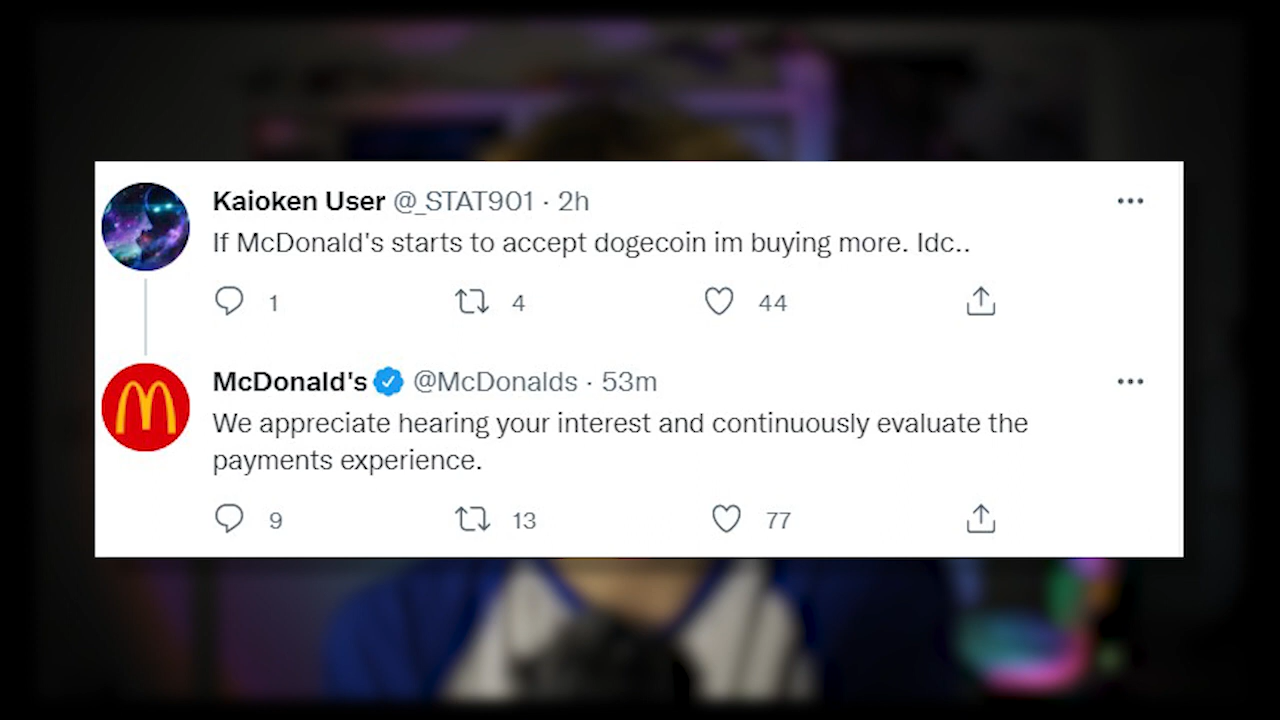 Kaioken User @_STAT901 · 2h
If McDonald's starts to accept dogecoin im buying more. Idc..
1 4 44
McDonald's @McDonalds · 53m
We appreciate hearing your interest and continuously evaluate the
payments experience.
9 13 77